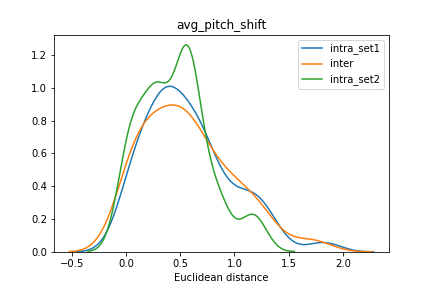 avg_pitch_shift
intra_set1
inter
intra_set2
1.2
1.0
0.8
0.6
0.4
0.2
0.0
−0.5 0.0 0.5 1.0 1.5 2.0
Euclidean distance